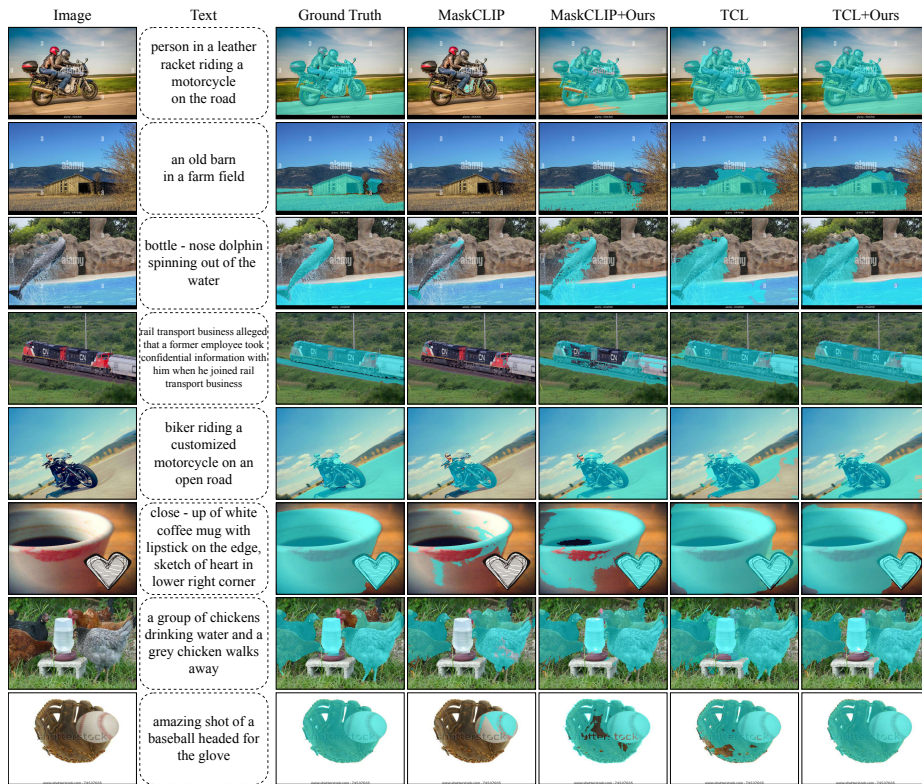 Image Text Ground Truth MaskCLIP MaskCLIP+Ours TCL TCL+Ours
person in a leather
racket riding a
motorcycle
on the road
an old barn
in a farm field
alamy
bottle - nose dolphin
spinning out of the
water
alamy
rail transport business alleged
that a former employee took
confidential information with
him when he joined rail
transport business
CN
biker riding a
customized
motorcycle on an
open road
close - up of white
coffee mug with
lipstick on the edge,
sketch of heart in
lower right corner
a group of chickens
drinking water and a
grey chicken walks
away
amazing shot of a
baseball headed for
the glove
shutterstock